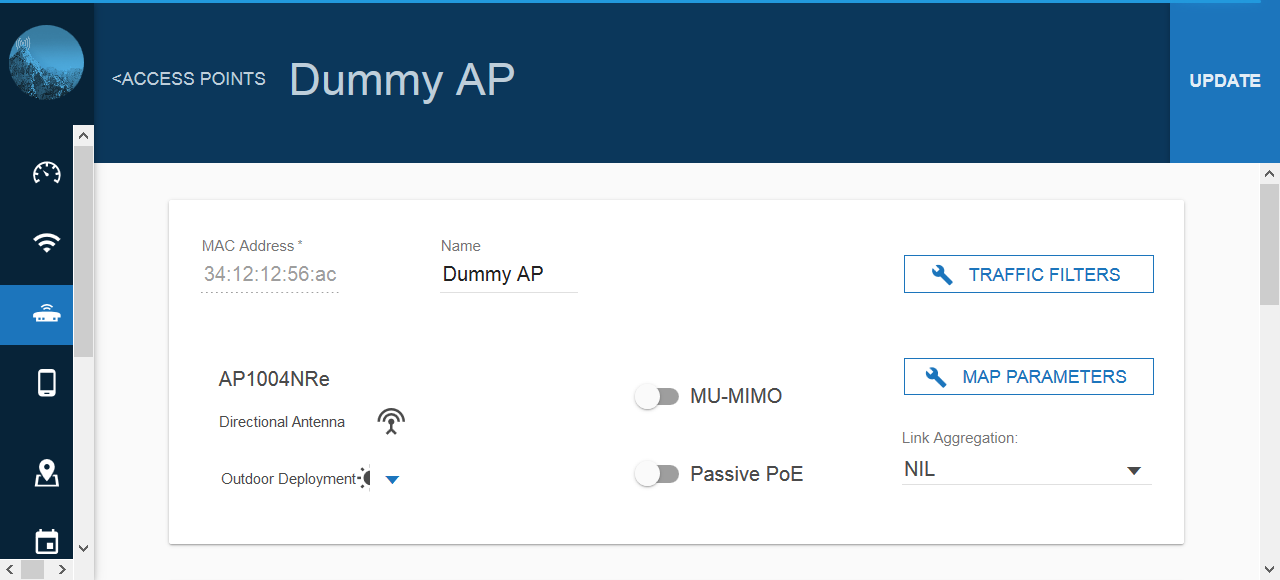 <ACCESS POINTS
Dummy AP
UPDATE
MAC Address *
Name
34:12:12:56:ac
Dummy AP
TRAFFIC FILTERS
AP1004NRe
MU-MIMO
MAP PARAMETERS
Directional Antenna
Link Aggregation:
Outdoor Deployment
Passive PoE
NIL